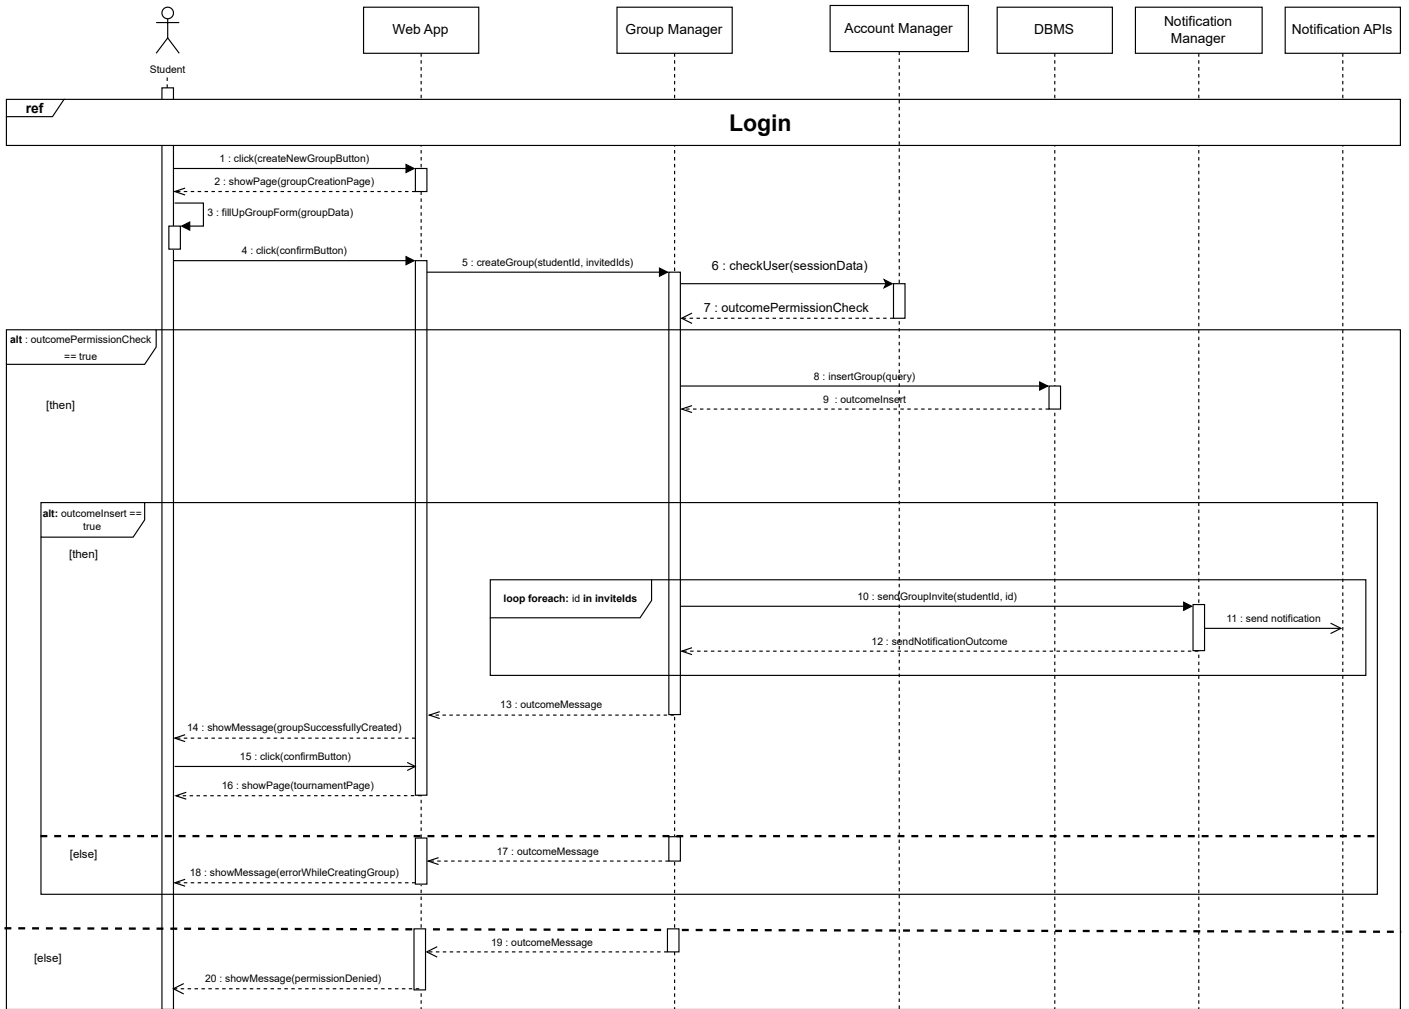 Student
Web App
Group Manager
Account Manager
DBMS
Notification
Manager
Notification APIs
ref
Login
1 : click(createNewGroupButton)
2 : showPage(groupCreationPage)
3 : fillUpGroupForm(groupData)
4 : click(confirmButton)
5 : createGroup(studentId, invitedIds)
6 : checkUser(sessionData)
7 : outcomePermissionCheck
alt : outcomePermissionCheck
== true
8 : insertGroup(query)
[then]
9 : outcomeInsert
alt: outcomeInsert ==
true
[then]
loop foreach: id in inviteIds
10 : sendGroupInvite(studentId, id)
11 : send notification
12 : sendNotificationOutcome
13 : outcomeMessage
14 : showMessage(groupSuccessfullyCreated)
15 : click(confirmButton)
16 : showPage(tournamentPage)
[else]
17 : outcomeMessage
18 : showMessage(errorWhileCreatingGroup)
19 : outcomeMessage
[else]
20 : showMessage(permissionDenied)